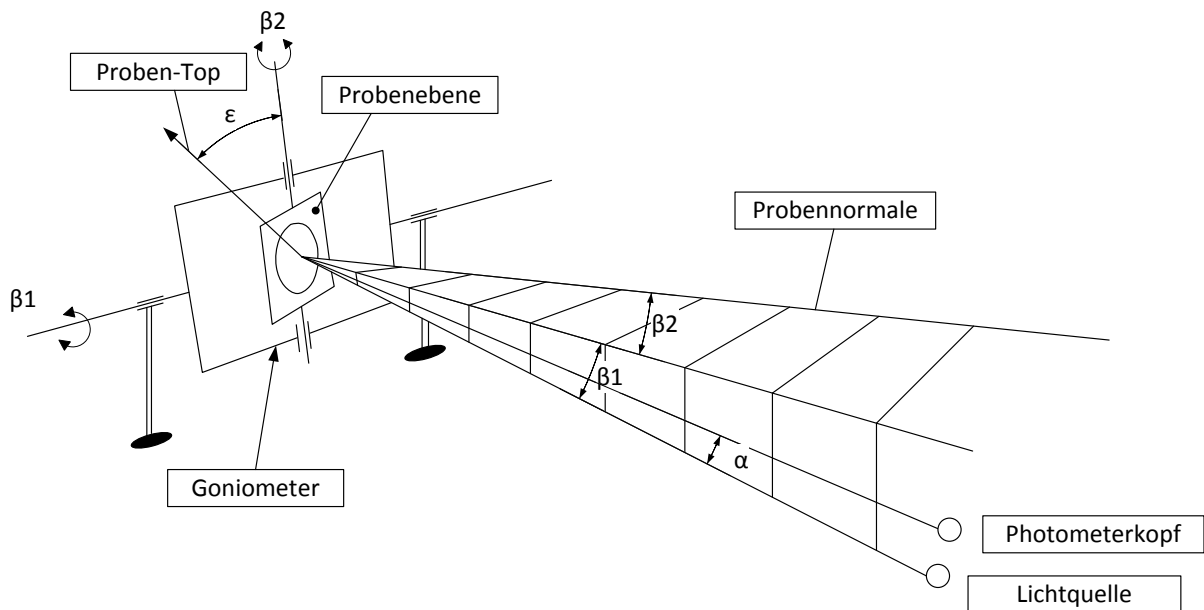 β2
Proben-Top
Probenebene
ε
Probennormale
β1
β2
β1
α
Goniometer
Photometerkopf
Lichtquelle